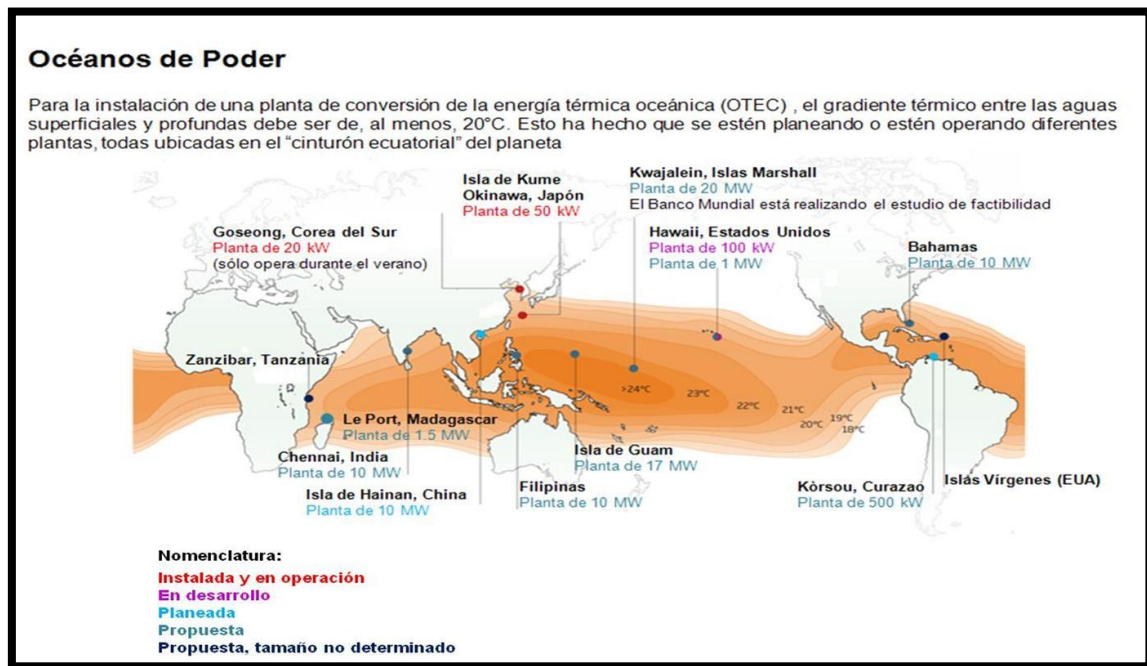 Océanos de Poder
Para la instalación de una planta de conversión de la energía térmica oceánica (OTEC) , el gradiente térmico entre las aguas
superficiales y profundas debe ser de, al menos, 20°C. Esto ha hecho que se estén planeando o estén operando diferentes
plantas, todas ubicadas en el “cinturón ecuatorial” del planeta
Isla de Kume
Okinawa, Japón
Planta de 50 kW
Kwajalein, Islas Marshall
Planta de 20 MW
El Banco Mundial está realizando el estudio de factibilidad
Goseong, Corea del Sur
Planta de 20 kW
(sólo opera durante el verano)
Hawaii, Estados Unidos
Planta de 100 kW
Planta de 1 MW
Bahamas
Planta de 10 MW
Zanzibar, Tanzania
>24°C
23°C
22°C
21°C
20°C
19°C
18°C
Le Port, Madagascar
Planta de 1.5 MW
Chennai, India
Planta de 10 MW
Isla de Hainan, China
Planta de 10 MW
Isla de Guam
Planta de 17 MW
Filipinas
Planta de 10 MW
Kòrsou, Curazao
Planta de 500 kW
Islas Vírgenes (EUA)
Nomenclatura:
Instalada y en operación
En desarrollo
Planeada
Propuesta
Propuesta, tamaño no determinado